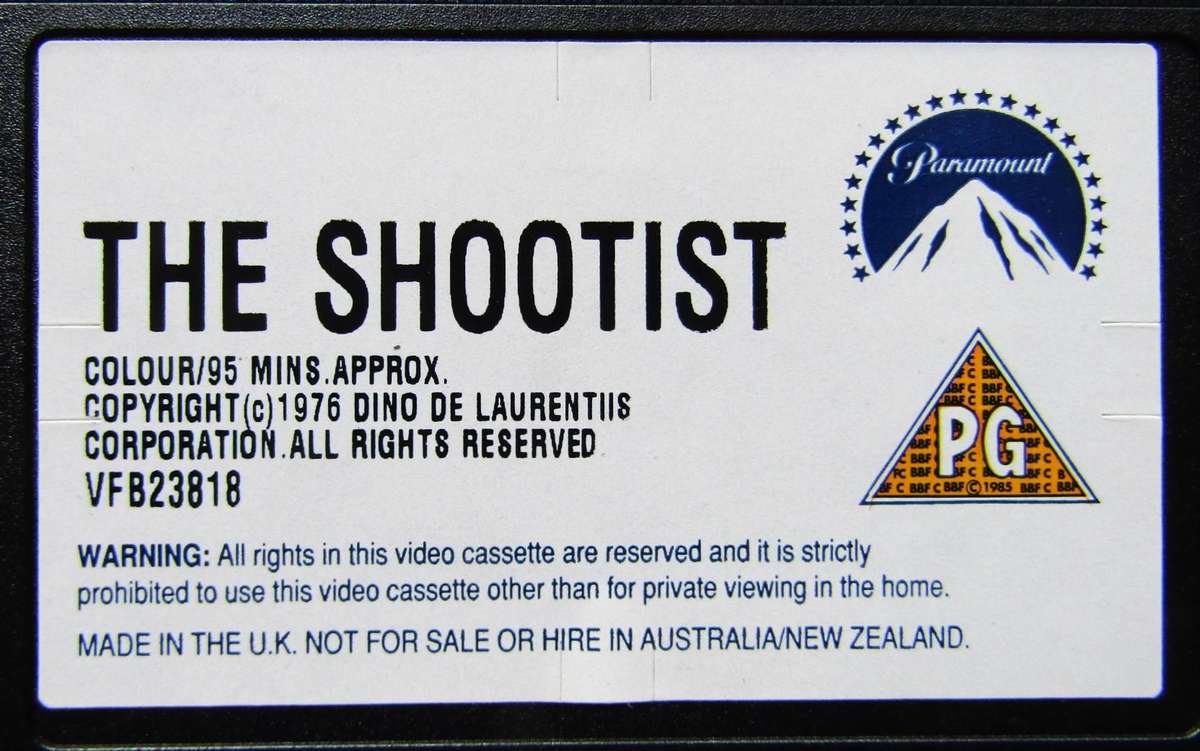 Paramount
THE SHOOTIST
COLOUR/95 MINS.APPROX.
COPYRIGHT(c)1976 DINO DE LAURENTIIS
CORPORATION.ALL RIGHTS RESERVED
VFB23818
PG
BBFC © 1985
WARNING: All rights in this video cassette are reserved and it is strictly
prohibited to use this video cassette other than for private viewing in the home.
MADE IN THE U.K. NOT FOR SALE OR HIRE IN AUSTRALIA/NEW ZEALAND.